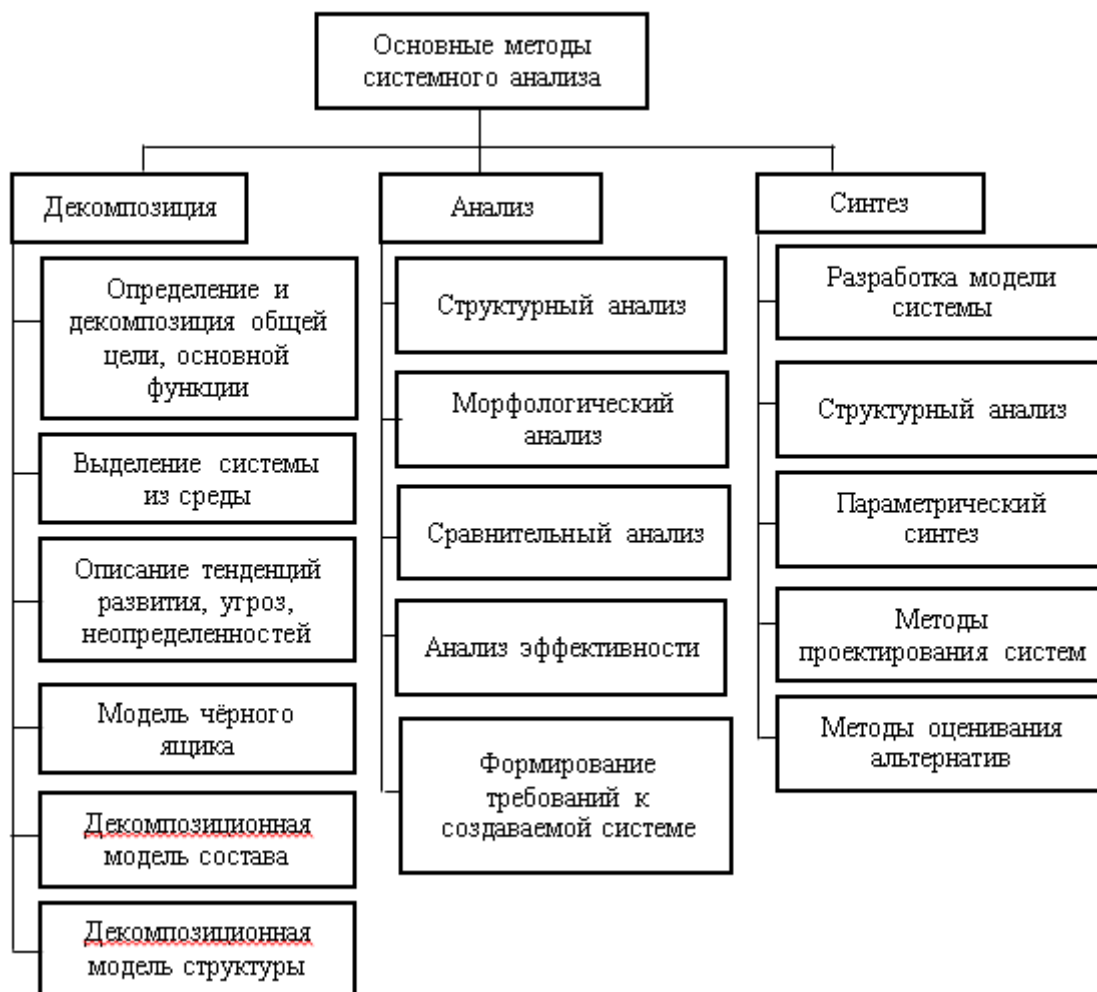 Основные методы
системного анализа
Декомпозиция
Определение и
декомпозиция общей
цели, основной
функции
Выделение системы
из среды
Описание тенденций
развития, угроз,
неопределенностей
Модель чёрного
ящика
Декомпозиционная
модель состава
Декомпозиционная
модель структуры
Анализ
Структурный анализ
Морфологический
анализ
Сравнительный анализ
Анализ эффективности
Формирование
требований к
создаваемой системе
Синтез
Разработка модели
системы
Структурный анализ
Параметрический
синтез
Методы
проектирования систем
Методы оценивания
альтернатив